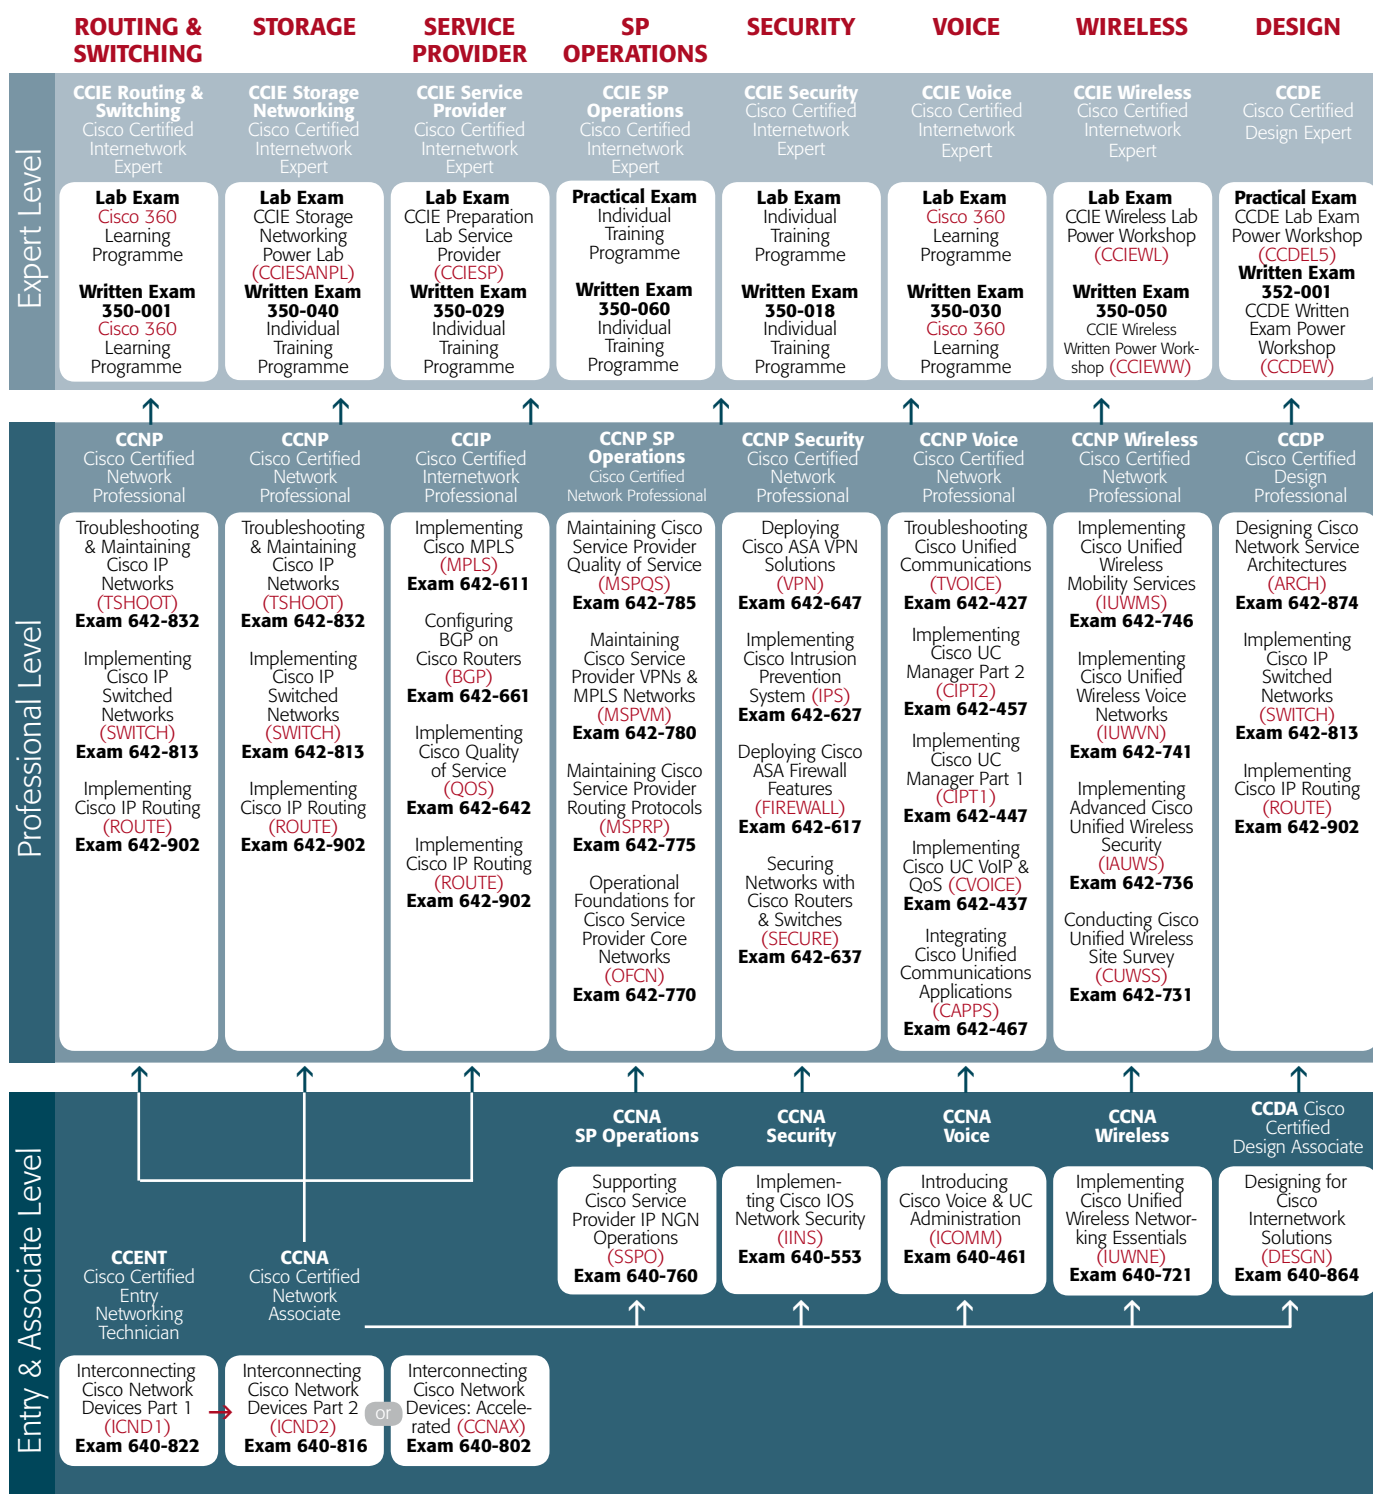 ROUTING &
SWITCHING
STORAGE
SERVICE
PROVIDER
SP
OPERATIONS
SECURITY
VOICE
WIRELESS
DESIGN
Expert Level
CCIE Routing &
Switching
Cisco Certified
Internetwork
Expert
Lab Exam
Cisco 360
Learning
Programme
Written Exam
350-001
Cisco 360
Learning
Programme
CCIE Storage
Networking
Cisco Certified
Internetwork
Expert
Lab Exam
CCIE Storage
Networking
Power Lab
(CCIESANPL)
Written Exam
350-040
Individual
Training
Programme
CCIE Service
Provider
Cisco Certified
Internetwork
Expert
Lab Exam
CCIE Preparation
Lab Service
Provider
(CCIESP)
Written Exam
350-029
Individual
Training
Programme
CCIE SP
Operations
Cisco Certified
Internetwork
Expert
Practical Exam
Individual
Training
Programme
Written Exam
350-060
Individual
Training
Programme
CCIE Security
Cisco Certified
Internetwork
Expert
Lab Exam
Individual
Training
Programme
Written Exam
350-018
Individual
Training
Programme
CCIE Voice
Cisco Certified
Internetwork
Expert
Lab Exam
Cisco 360
Learning
Programme
Written Exam
350-030
Cisco 360
Learning
Programme
CCIE Wireless
Cisco Certified
Internetwork
Expert
Lab Exam
CCIE Wireless Lab
Power Workshop
(CCIEWL)
Written Exam
350-050
CCIE Wireless
Written Power Work-
shop (CCIEWW)
CCDE
Cisco Certified
Design Expert
Practical Exam
CCDE Lab Exam
Power Workshop
(CCDEL5)
Written Exam
352-001
CCDE Written
Exam Power
Workshop
(CCDEW)
Professional Level
CCNP
Cisco Certified
Network
Professional
Troubleshooting
& Maintaining
Cisco IP
Networks
(TSHOOT)
Exam 642-832
Implementing
Cisco IP
Switched
Networks
(SWITCH)
Exam 642-813
Implementing
Cisco IP Routing
(ROUTE)
Exam 642-902
CCNP
Cisco Certified
Network
Professional
Troubleshooting
& Maintaining
Cisco IP
Networks
(TSHOOT)
Exam 642-832
Implementing
Cisco IP
Switched
Networks
(SWITCH)
Exam 642-813
Implementing
Cisco IP Routing
(ROUTE)
Exam 642-902
CCIP
Cisco Certified
Internetwork
Professional
Implementing
Cisco MPLS
(MPLS)
Exam 642-611
Configuring
BGP on
Cisco Routers
(BGP)
Exam 642-661
Implementing
Cisco Quality
of Service
(QOS)
Exam 642-642
Implementing
Cisco IP Routing
(ROUTE)
Exam 642-902
CCNP SP
Operations
Cisco Certified
Network Professional
Maintaining Cisco
Service Provider
Quality of Service
(MSPQS)
Exam 642-785
Maintaining
Cisco Service
Provider VPNs &
MPLS Networks
(MSPVM)
Exam 642-780
Maintaining Cisco
Service Provider
Routing Protocols
(MSPRP)
Exam 642-775
Operational
Foundations for
Cisco Service
Provider Core
Networks
(OFCN)
Exam 642-770
CCNP Security
Cisco Certified
Network
Professional
Deploying
Cisco ASA VPN
Solutions
(VPN)
Exam 642-647
Implementing
Cisco Intrusion
Prevention
System (IPS)
Exam 642-627
Deploying Cisco
ASA Firewall
Features
(FIREWALL)
Exam 642-617
Securing
Networks with
Cisco Routers
& Switches
(SECURE)
Exam 642-637
CCNP Voice
Cisco Certified
Network
Professional
Troubleshooting
Cisco Unified
Communications
(TVOICE)
Exam 642-427
Implementing
Cisco UC
Manager Part 2
(CIPT2)
Exam 642-457
Implementing
Cisco UC
Manager Part 1
(CIPT1)
Exam 642-447
Implementing
Cisco UC VoIP &
QoS (CVOICE)
Exam 642-437
Integrating
Cisco Unified
Communications
Applications
(CAPPS)
Exam 642-467
CCNP Wireless
Cisco Certified
Network
Professional
Implementing
Cisco Unified
Wireless
Mobility Services
(IUWMS)
Exam 642-746
Implementing
Cisco Unified
Wireless Voice
Networks
(IUWVN)
Exam 642-741
Implementing
Advanced Cisco
Unified Wireless
Security
(IAUWS)
Exam 642-736
Conducting Cisco
Unified Wireless
Site Survey
(CUWSS)
Exam 642-731
CCDP
Cisco Certified
Design
Professional
Designing Cisco
Network Service
Architectures
(ARCH)
Exam 642-874
Implementing
Cisco IP
Switched
Networks
(SWITCH)
Exam 642-813
Implementing
Cisco IP Routing
(ROUTE)
Exam 642-902
Entry & Associate Level
CCENT
Cisco Certified
Entry
Networking
Technician
Interconnecting
Cisco Network
Devices Part 1
(ICND1)
Exam 640-822
CCNA
Cisco Certified
Network
Associate
Interconnecting
Cisco Network
Devices Part 2
(ICND2)
Exam 640-816
or
Interconnecting
Cisco Network
Devices: Accele-
rated (CCNAX)
Exam 640-802
CCNA
SP Operations
Supporting
Cisco Service
Provider IP NGN
Operations
(SSPO)
Exam 640-760
CCNA
Security
Implemen-
ting Cisco IOS
Network Security
(IINS)
Exam 640-553
CCNA
Voice
Introducing
Cisco Voice & UC
Administration
(ICOMM)
Exam 640-461
CCNA
Wireless
Implementing
Cisco Unified
Wireless Networ-
king Essentials
(IUWNE)
Exam 640-721
CCDA Cisco
Certified
Design Associate
Designing for
Cisco
Internetwork
Solutions
(DESGN)
Exam 640-864